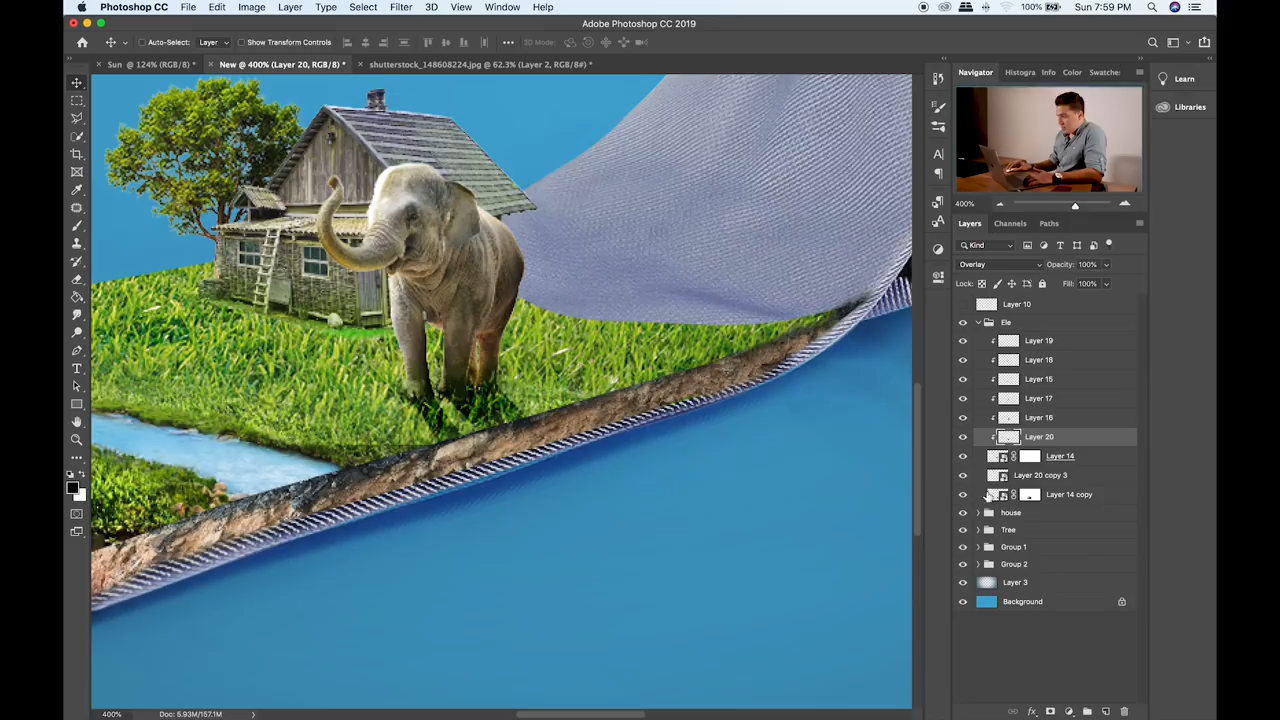 Photoshop CC File Edit Image Layer Type Select Filter 3D View Window Help 100% Sun 7:59 PM
Adobe Photoshop CC 2019
Auto-Select: Layer Show Transform Controls 3D Mode:
Sun @ 124% (RGB/8) * New @ 400% (Layer 20, RGB/8) * shutterstock_148608224.jpg @ 62.3% (Layer 2, RGB/8#) *
Navigator Histogra Info Color Swatche:
Learn
Libraries
400%
Layers Channels Paths
Kind
Overlay Opacity: 100%
Lock: Fill: 100%
Layer 10
Ele
Layer 19
Layer 18
Layer 15
Layer 17
Layer 16
Layer 20
Layer 14
Layer 20 copy 3
Layer 14 copy
house
Tree
Group 1
Group 2
Layer 3
Background
400% Doc: 5.93M/157.1M